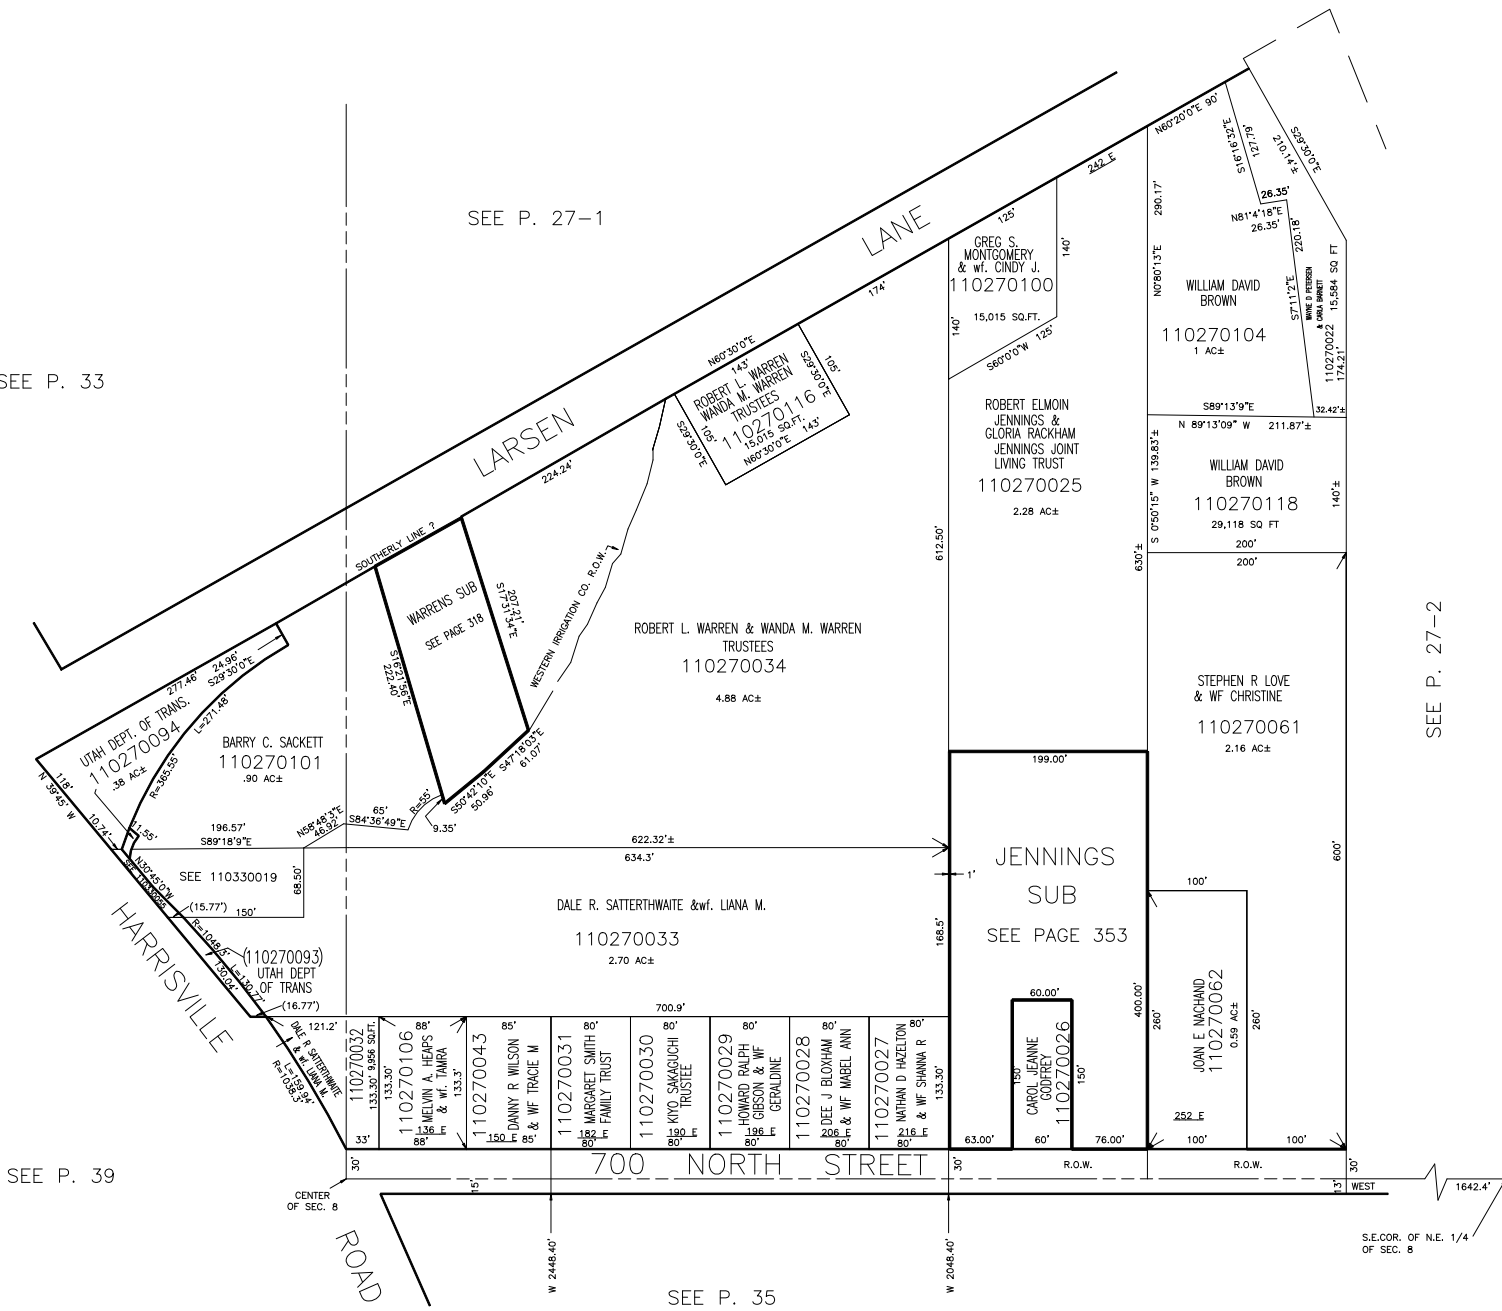 SEE P. 27-1
SEE P. 33
LARSEN
LANE
N60°20'0"E 90'
242 E
125'
174'
N60°30'0"E
143'
224.24'
SOUTHERLY LINE ?
S16°16'32"E
127.79'
S29°30'0"E
210.14'±
26.35'
N81°4'18"E
26.35'
220.18'
S7°11'2"E
290.17'
N0°80'13"E
WAYNE D PETERSEN
& CARLA BARNETT
110270022
15,584 SQ FT
174.21'
WILLIAM DAVID
BROWN
110270104
1 AC±
S89°13'9"E
32.42'±
N 89°13'09" W
211.87'±
GREG S.
MONTGOMERY
& wf. CINDY J.
110270100
15,015 SQ.FT.
140'
140'
S60°0'0"W
125'
ROBERT L. WARREN
WANDA M. WARREN
TRUSTEES
110270116
15,015 SQ.FT.
N60°30'0"E
143'
105'
S29°30'0"E
105'
S29°30'0"E
ROBERT ELMOIN
JENNINGS &
GLORIA RACKHAM
JENNINGS JOINT
LIVING TRUST
110270025
2.28 AC±
612.50'
630'±
S 0°50'15" W 139.83'±
WILLIAM DAVID
BROWN
110270118
29,118 SQ FT
140'±
200'
200'
WARRENS SUB
SEE PAGE 318
207.21'
S17°31'34"E
S16°21'56"E
222.40'
WESTERN IRRIGATION CO. R.O.W.
ROBERT L. WARREN & WANDA M. WARREN
TRUSTEES
110270034
4.88 AC±
STEPHEN R LOVE
& WF CHRISTINE
110270061
2.16 AC±
SEE P. 27-2
277.46'
24.96'
S29°30'0"E
L=271.48'
R=365.55'
UTAH DEPT. OF TRANS.
110270094
.38 AC±
118'
N 39°45' W
10.74'
11.55'
BARRY C. SACKETT
110270101
.90 AC±
196.57'
S89°18'9"E
N58°48'3"E
46.92'
65'
S84°36'49"E
R=55'
9.35'
S50°42'10"E
50.96'
S47°18'03"E
61.07'
622.32'±
634.3'
199.00'
600'
JENNINGS
SUB
SEE PAGE 353
1'
168.5'
400.00'
SEE 110330019
68.50'
150'
(15.77')
N30°45'0"W
SEE 110330055
R=1048.3'
130.04'
L=130.77'
(110270093)
UTAH DEPT
OF TRANS
(16.77')
HARRISVILLE
ROAD
DALE R. SATTERTHWAITE &wf. LIANA M.
110270033
2.70 AC±
700.9'
121.2'
DALE R. SATTERTHWAITE
& wf. LIANA M.
L=159.94'
R=1038.3'
110270032
133.30' 9,956 SQ.FT.
133.30'
33'
88'
110270106
MELVIN A. HEAPS
& wf. TAMRA
133.3'
136 E
88'
85'
110270043
DANNY R WILSON
& WF TRACIE M
150 E
85'
80'
110270031
MARGARET SMITH
FAMILY TRUST
182 E
80'
80'
110270030
KIYO SAKAGUCHI
TRUSTEE
190 E
80'
80'
110270029
HOWARD RALPH
GIBSON & WF
GERALDINE
196 E
80'
80'
110270028
DEE J BLOXHAM
& WF MABEL ANN
206 E
80'
80'
110270027
NATHAN D HAZELTON
& WF SHANNA R
216 E
80'
133.30'
63.00'
60.00'
150'
CAROL JEANNE
GODFREY
110270026
150'
60'
76.00'
100'
260'
JOAN E NACHAND
110270062
0.59 AC±
260'
252 E
100'
100'
700 NORTH STREET
30'
15'
30'
R.O.W.
R.O.W.
30'
13'
WEST
1642.4'
SEE P. 39
CENTER
OF SEC. 8
W 2448.40'
W 2048.40'
S.E.COR. OF N.E. 1/4
OF SEC. 8
SEE P. 35